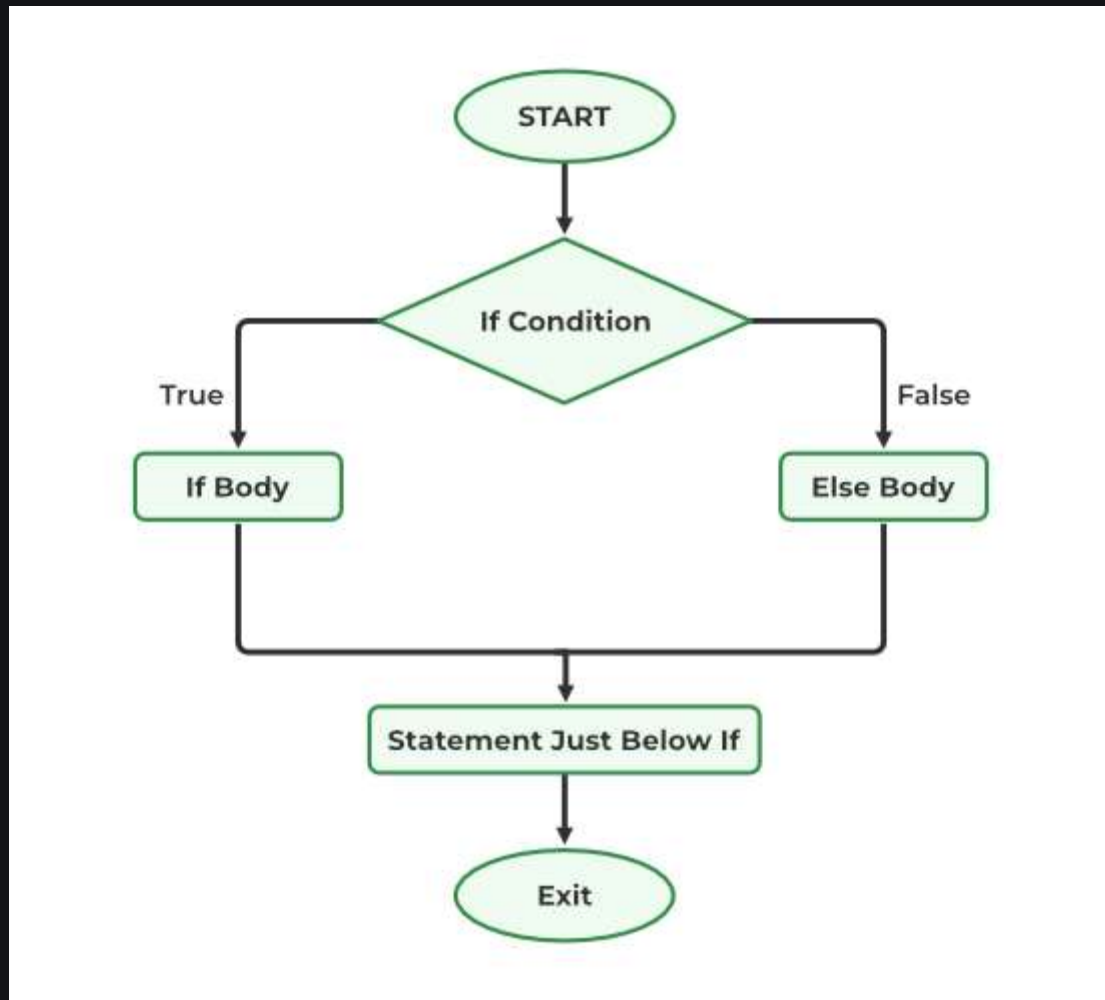 START
If Condition
True
False
If Body
Else Body
Statement Just Below If
Exit